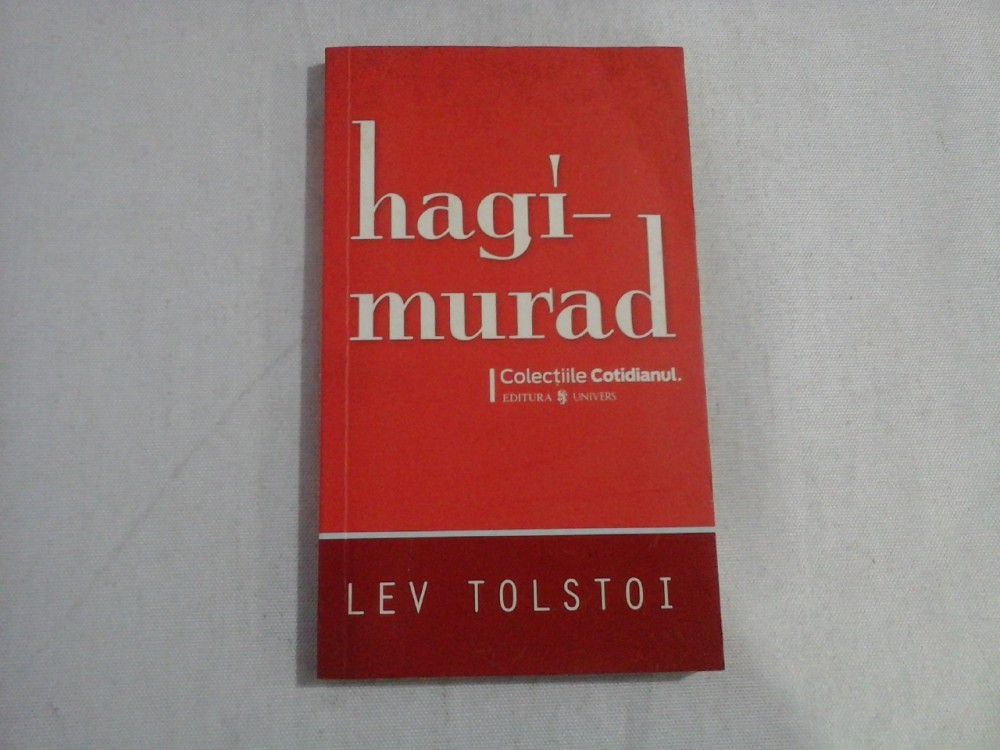 hagi-
murad
Colecțiile Cotidianul.
EDITURA UNIVERS
LEV TOLSTOI